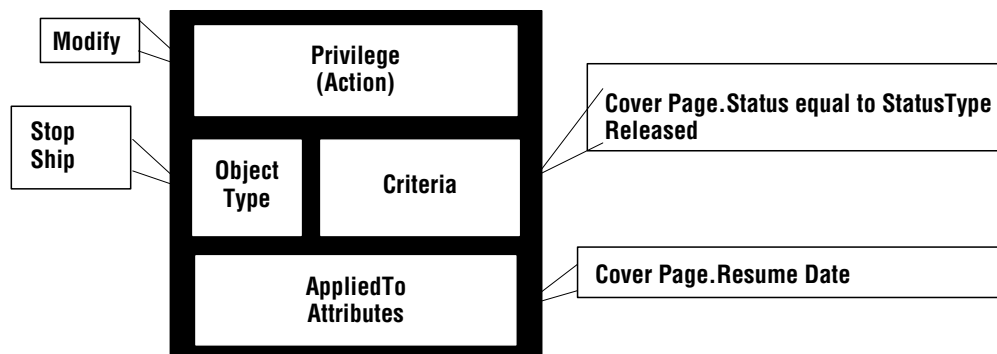 Modify
Privilege
(Action)
Cover Page.Status equal to StatusType
Released
Stop
Ship
Object
Type
Criteria
AppliedTo
Attributes
Cover Page.Resume Date